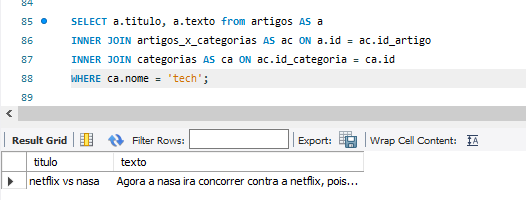 84
85 SELECT a.titulo, a.texto from artigos AS a
86 INNER JOIN artigos_x_categorias AS ac ON a.id = ac.id_artigo
87 INNER JOIN categorias AS ca ON ac.id_categoria = ca.id
88 WHERE ca.nome = 'tech';
89
Result Grid Filter Rows: Export: Wrap Cell Content: IA
titulo texto
netflix vs nasa Agora a nasa ira concorrer contra a netflix, pois...